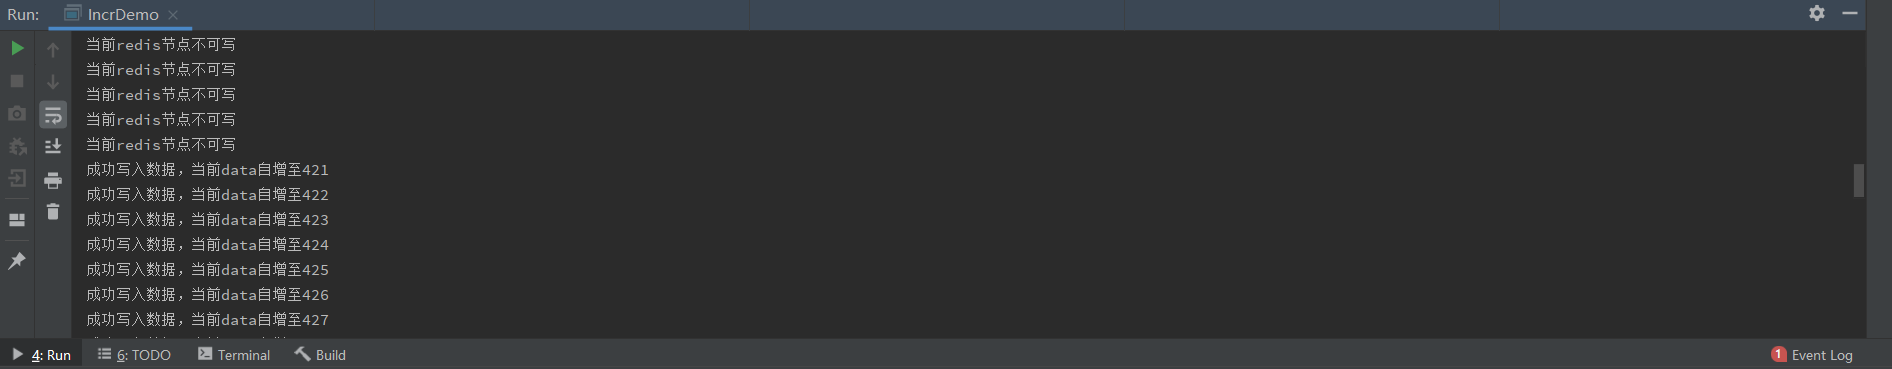 Run: IncrDemo
当前redis节点不可写
当前redis节点不可写
当前redis节点不可写
当前redis节点不可写
当前redis节点不可写
成功写入数据，当前data自增至421
成功写入数据，当前data自增至422
成功写入数据，当前data自增至423
成功写入数据，当前data自增至424
成功写入数据，当前data自增至425
成功写入数据，当前data自增至426
成功写入数据，当前data自增至427
4: Run 6: TODO Terminal Build 1 Event Log